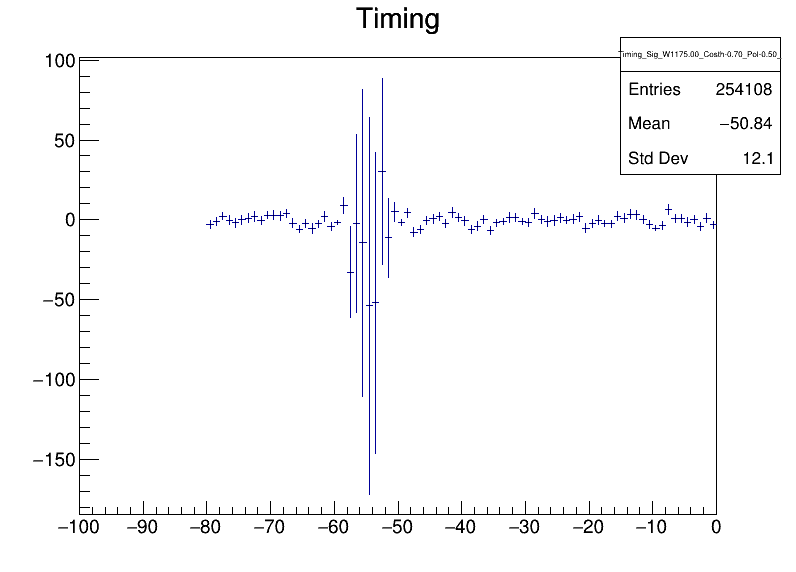 Timing
Timing_Sig_W1175.00_Costh-0.70_Pol-0.50_
Entries 254108
Mean −50.84
Std Dev 12.1
100
50
0
−50
−100
−150
−100 −90 −80 −70 −60 −50 −40 −30 −20 −10 0